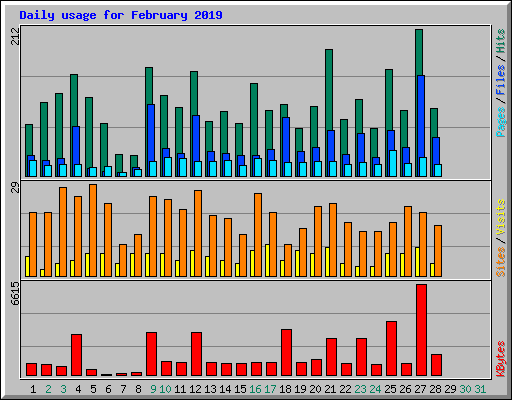 Daily usage for February 2019
212
Pages / Files / Hits
29
Sites / Visits
6615
KBytes
1 2 3 4 5 6 7 8 9 10 11 12 13 14 15 16 17 18 19 20 21 22 23 24 25 26 27 28 29 30 31